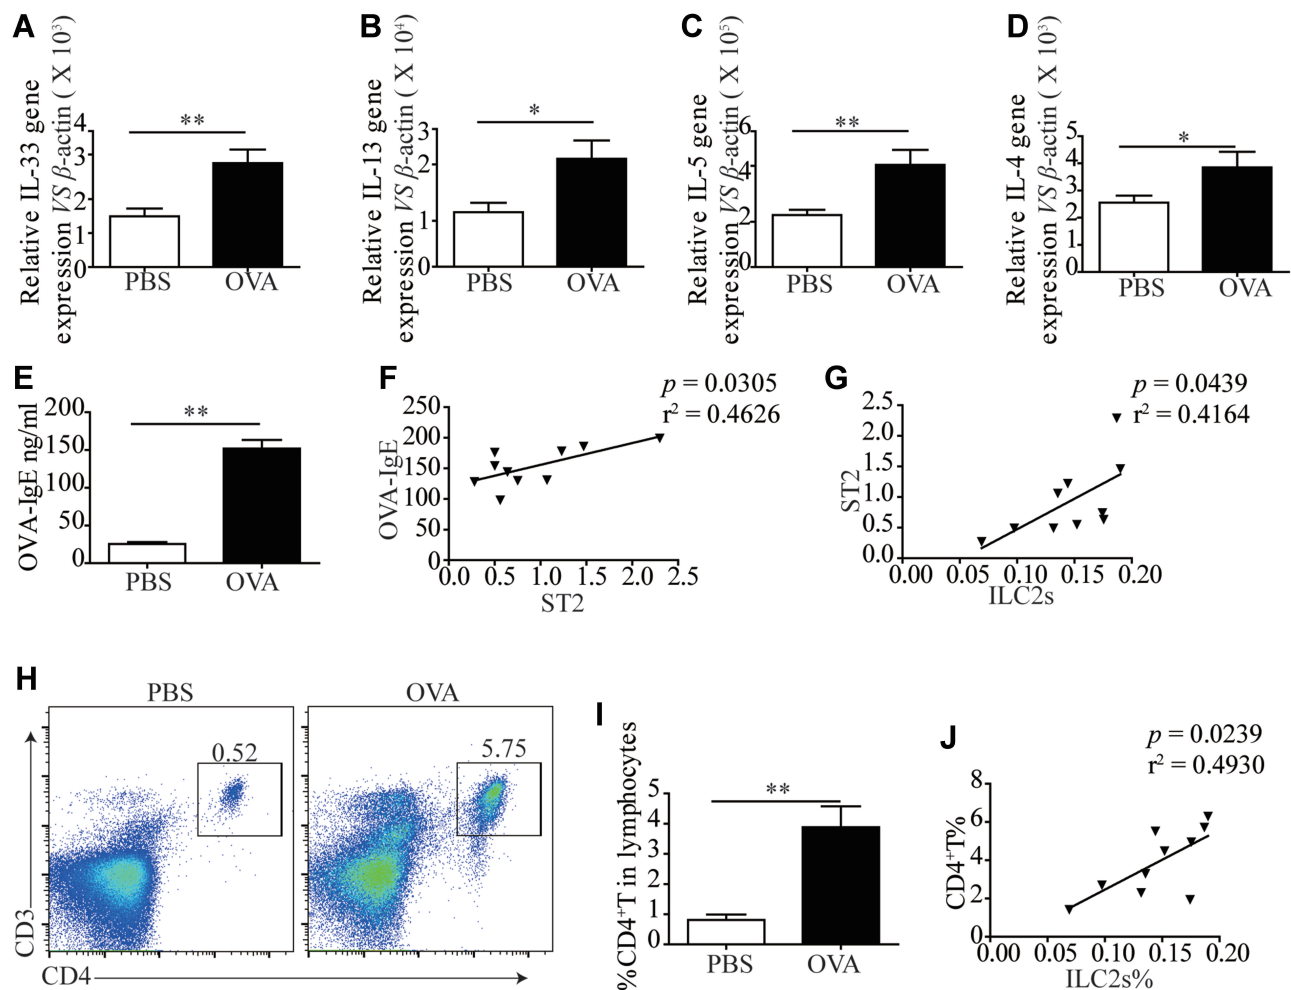 A
Relative IL-33 gene
expression VS β-actin ( X 10³)
4
3
2
1
0
**
PBS OVA
B
Relative IL-13 gene
expression VS β-actin ( X 10⁴)
3
2
1
0
*
PBS OVA
C
Relative IL-5 gene
expression VS β-actin ( X 10⁵)
6
4
2
0
**
PBS OVA
D
Relative IL-4 gene
expression VS β-actin ( X 10³)
5
4
3
2
1
0
*
PBS OVA
E
OVA-IgE ng/ml
200
150
100
50
0
**
PBS OVA
F
p = 0.0305
r² = 0.4626
OVA-IgE
250
200
150
100
50
0
0.0 0.5 1.0 1.5 2.0 2.5
ST2
G
p = 0.0439
r² = 0.4164
ST2
2.5
2.0
1.5
1.0
0.5
0.0
0.00 0.05 0.10 0.15 0.20
ILC2s
H
PBS OVA
0.52
5.75
CD3
CD4
I
%CD4⁺T in lymphocytes
5
4
3
2
1
0
**
PBS OVA
J
p = 0.0239
r² = 0.4930
CD4⁺T%
8
6
4
2
0
0.00 0.05 0.10 0.15 0.20
ILC2s%